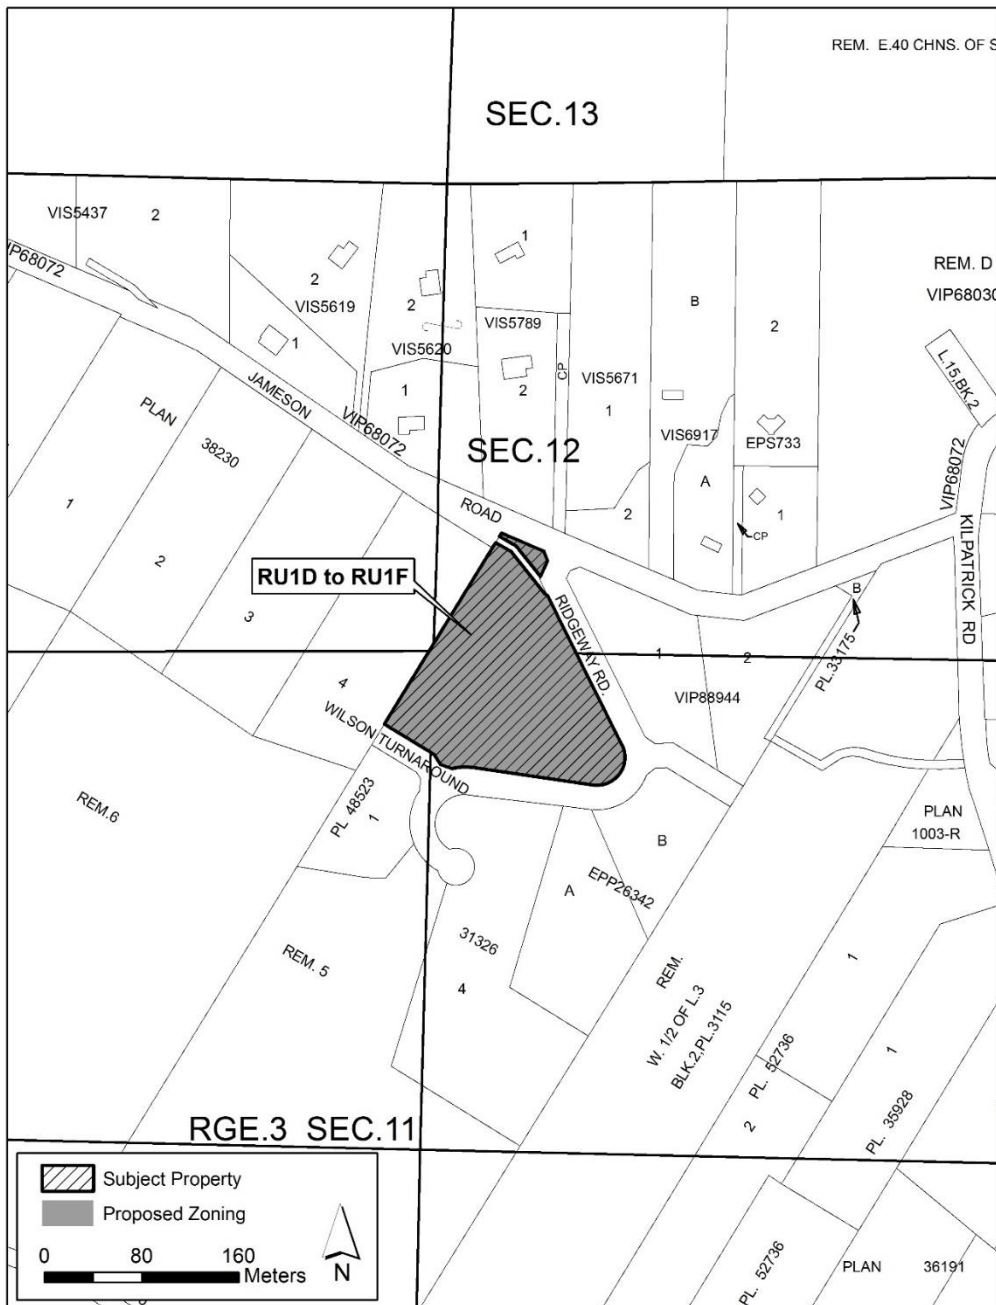 REM. E.40 CHNS. OF S
SEC.13
VIS5437
2
VIP68072
1
2
VIS5619
2
VIS5620
VIS5789
REM. D
VIP68030
B
2
1
JAMESON
VIP68072
1
2
CP
VIS5671
1
L.15,BK.2
PLAN
38230
SEC.12
VIS6917
EPS733
VIP68072
1
ROAD
2
A
1
CP
KILPATRICK RD
2
RU1D to RU1F
3
RIDGEWAY RD.
B
PL.33175
4
1
2
VIP88944
WILSON TURNAROUND
REM.6
PL. 48523
1
PLAN
1003-R
B
A
EPP26342
31326
4
REM. 5
REM.
W. 1/2 OF L.3
BLK.2,PL.3115
1
PL. 52736
2
1
PL. 35928
RGE.3 SEC.11
Subject Property
Proposed Zoning
0 80 160
Meters
N
PL. 52736
PLAN 36191